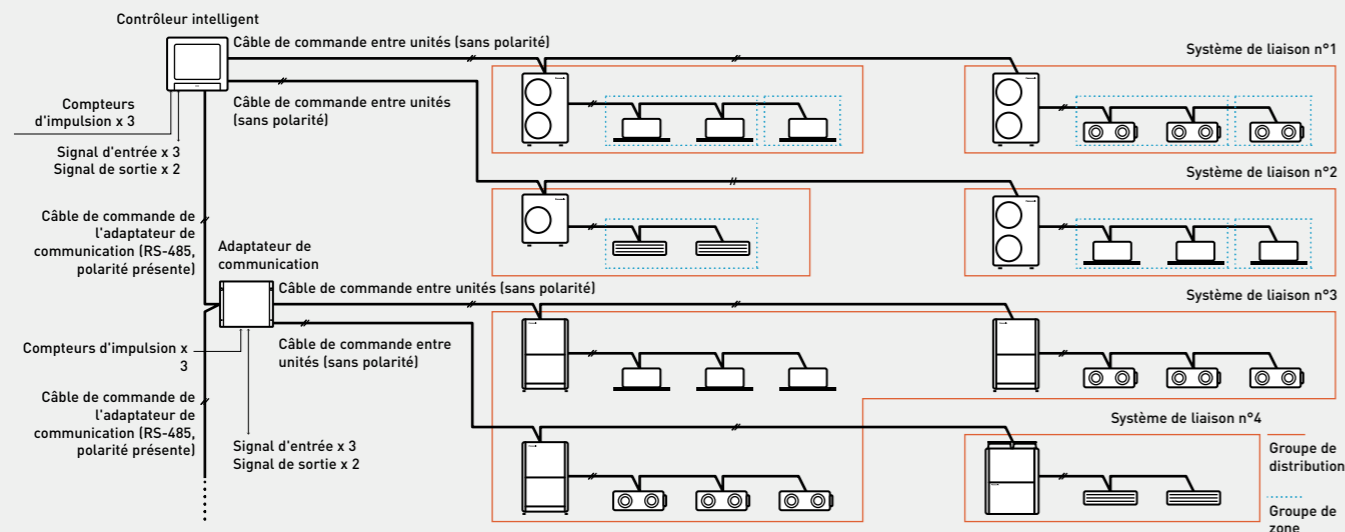 Contrôleur intelligent
Câble de commande entre unités (sans polarité)
Système de liaison n°1
Compteurs
d'impulsion x 3
Câble de commande entre unités
(sans polarité)
Signal d'entrée x 3
Signal de sortie x 2
Système de liaison n°2
Câble de commande de
l'adaptateur de
communication (RS-485,
polarité présente)
Adaptateur de
communication
Câble de commande entre unités (sans polarité)
Système de liaison n°3
Compteurs d'impulsion x
3
Câble de commande entre
unités (sans polarité)
Câble de commande de
l'adaptateur de
communication (RS-485,
polarité présente)
Signal d'entrée x 3
Signal de sortie x 2
Système de liaison n°4
Groupe de
distribution
Groupe de
zone